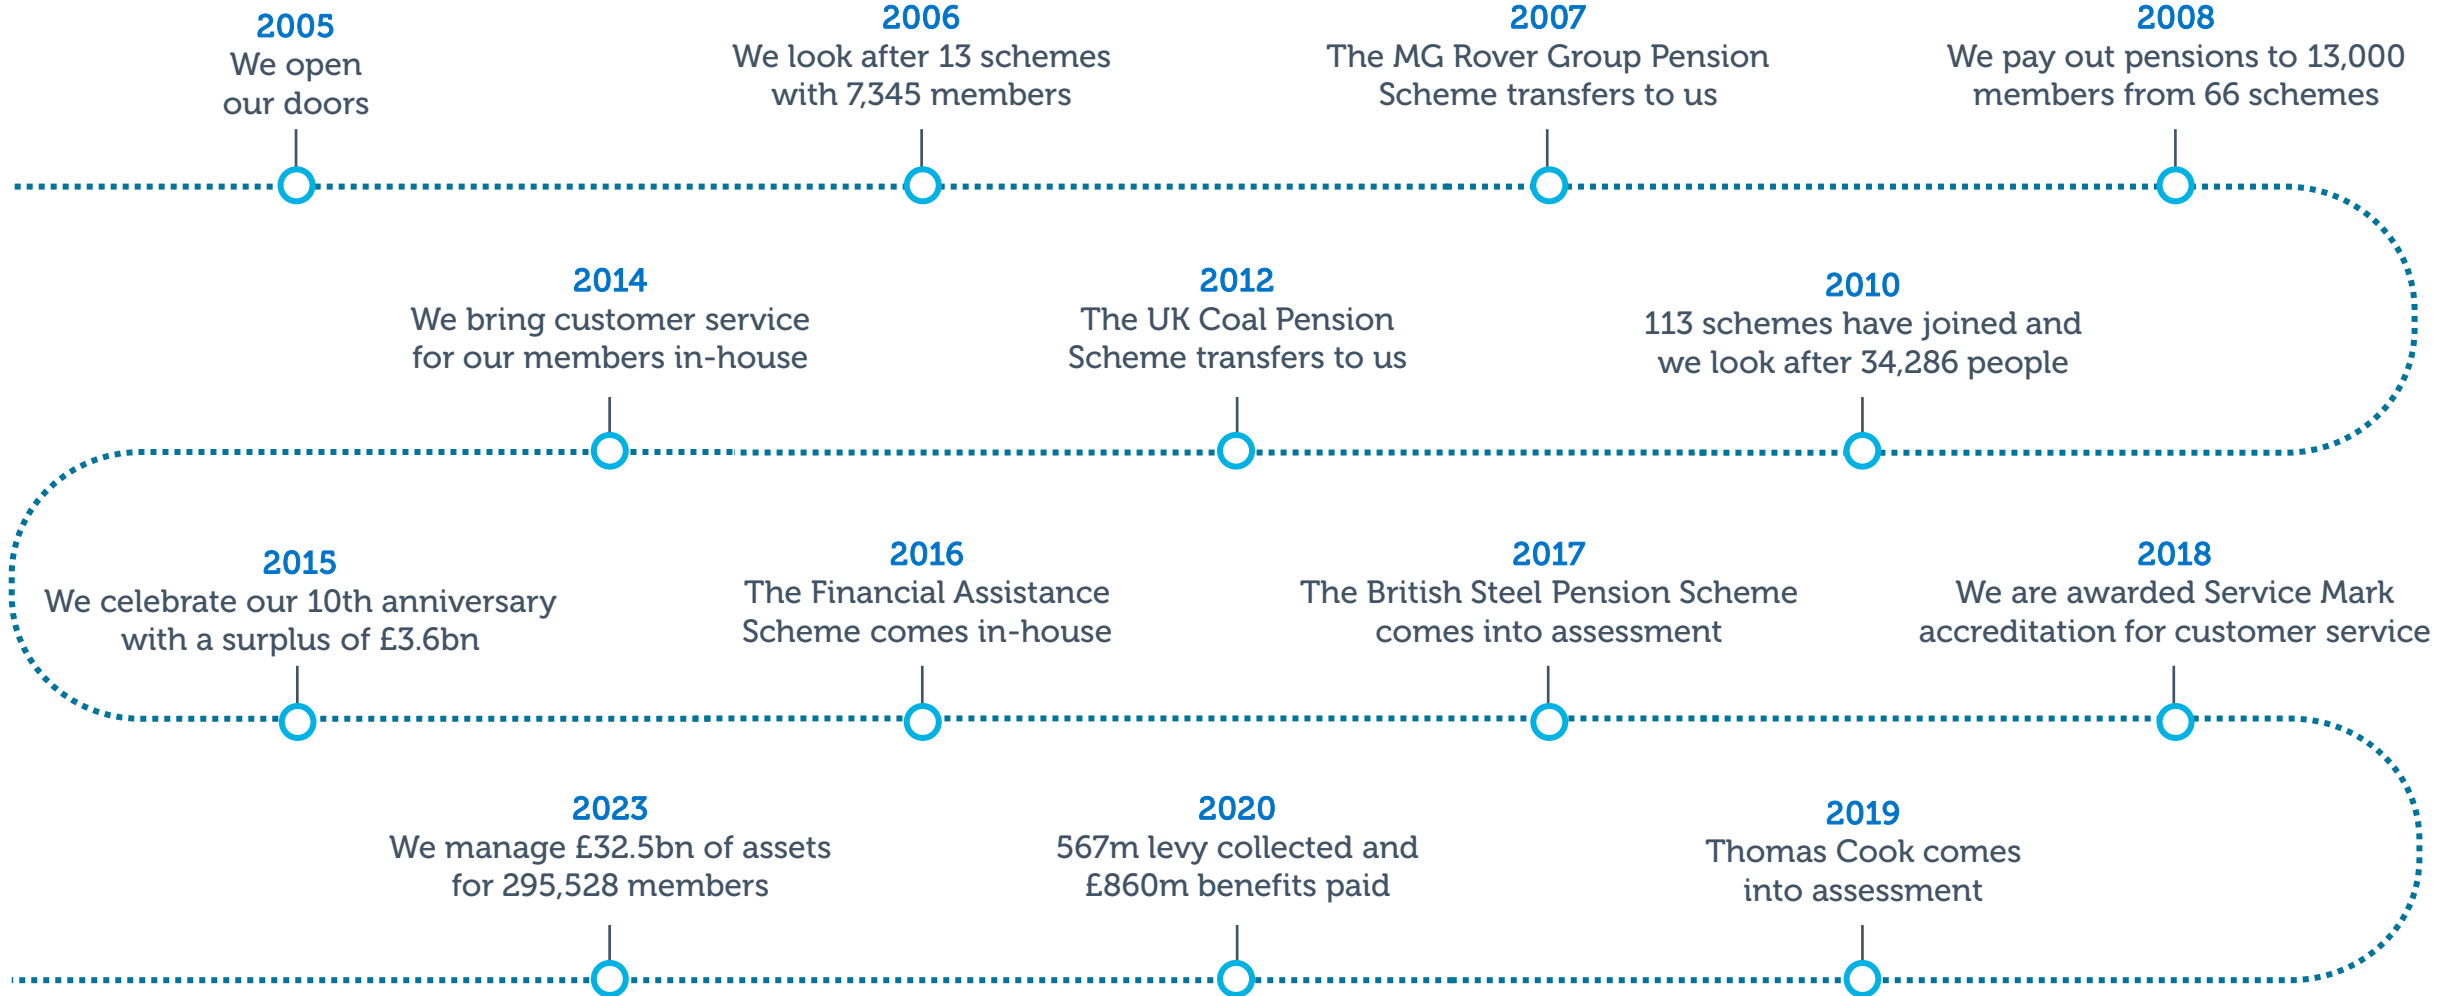 2005
We open
our doors
2006
We look after 13 schemes
with 7,345 members
2007
The MG Rover Group Pension
Scheme transfers to us
2008
We pay out pensions to 13,000
members from 66 schemes
2010
113 schemes have joined and
we look after 34,286 people
2012
The UK Coal Pension
Scheme transfers to us
2014
We bring customer service
for our members in-house
2015
We celebrate our 10th anniversary
with a surplus of £3.6bn
2016
The Financial Assistance
Scheme comes in-house
2017
The British Steel Pension Scheme
comes into assessment
2018
We are awarded Service Mark
accreditation for customer service
2019
Thomas Cook comes
into assessment
2020
567m levy collected and
£860m benefits paid
2023
We manage £32.5bn of assets
for 295,528 members